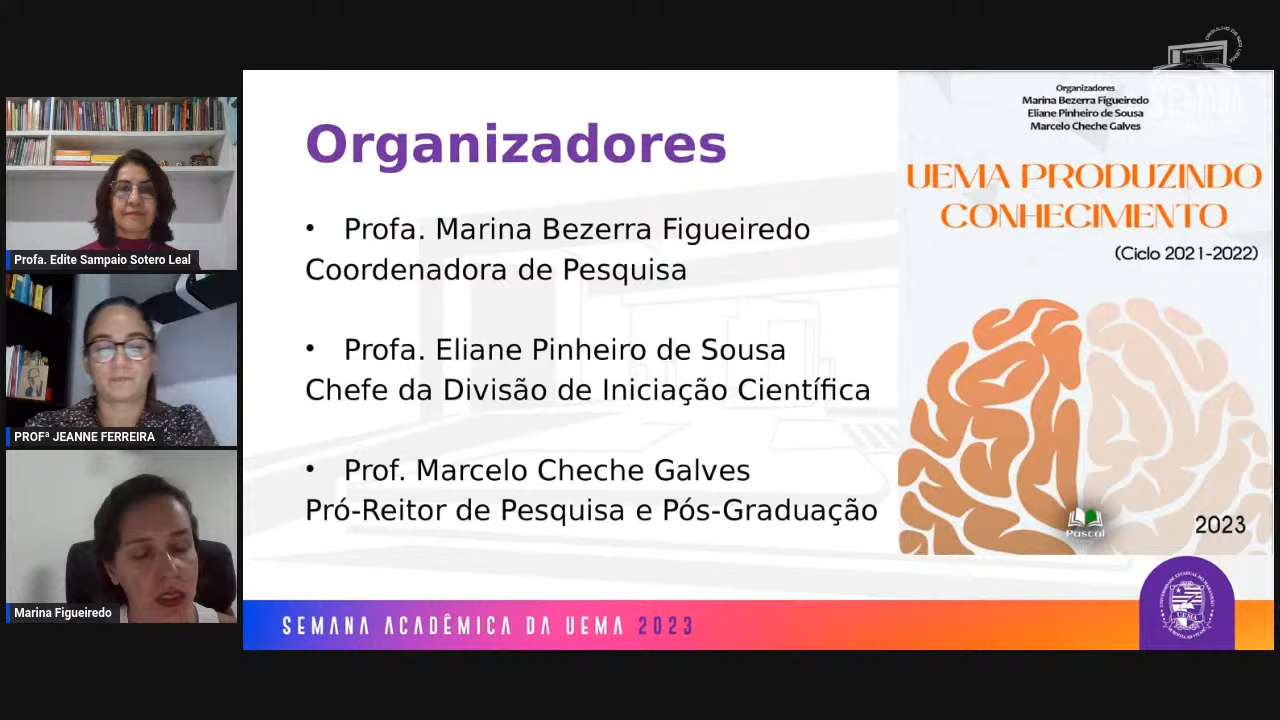 Profa. Edite Sampaio Sotero Leal
PROFª JEANNE FERREIRA
Marina Figueiredo
Organizadores
• Profa. Marina Bezerra Figueiredo
Coordenadora de Pesquisa
• Profa. Eliane Pinheiro de Sousa
Chefe da Divisão de Iniciação Científica
• Prof. Marcelo Cheche Galves
Pró-Reitor de Pesquisa e Pós-Graduação
Organizadores
Marina Bezerra Figueiredo
Eliane Pinheiro de Sousa
Marcelo Cheche Galves
UEMA PRODUZINDO
CONHECIMENTO
(Ciclo 2021-2022)
Pascal
2023
SEMANA
SEMANA ACADÊMICA DA UEMA 2023
UEMA